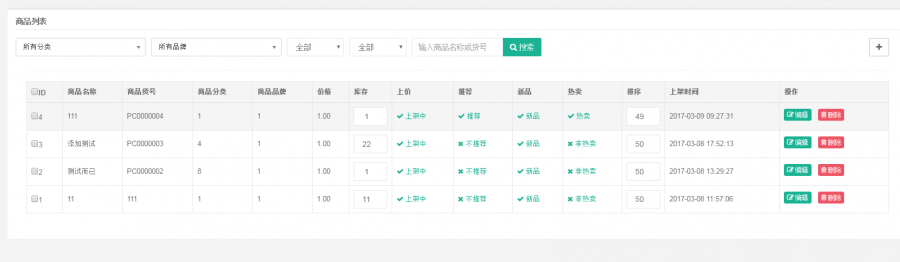 商品列表
所有分类 所有品牌 全部 全部 输入商品名称或货号 搜索 +
ID 商品名称 商品货号 商品分类 商品品牌 价格 库存 上价 推荐 新品 热卖 排序 上架时间 操作
4 111 PC0000004 1 1 1.00 1 上架中 推荐 新品 热卖 49 2017-03-09 09:27:31 编辑 删除
3 添加测试 PC0000003 4 1 1.00 22 上架中 不推荐 新品 非热卖 50 2017-03-08 17:52:13 编辑 删除
2 测试而已 PC0000002 8 1 1.00 1 上架中 不推荐 新品 非热卖 50 2017-03-08 13:29:27 编辑 删除
1 11 111 1 1 1.00 11 上架中 不推荐 新品 非热卖 50 2017-03-08 11:57:06 编辑 删除